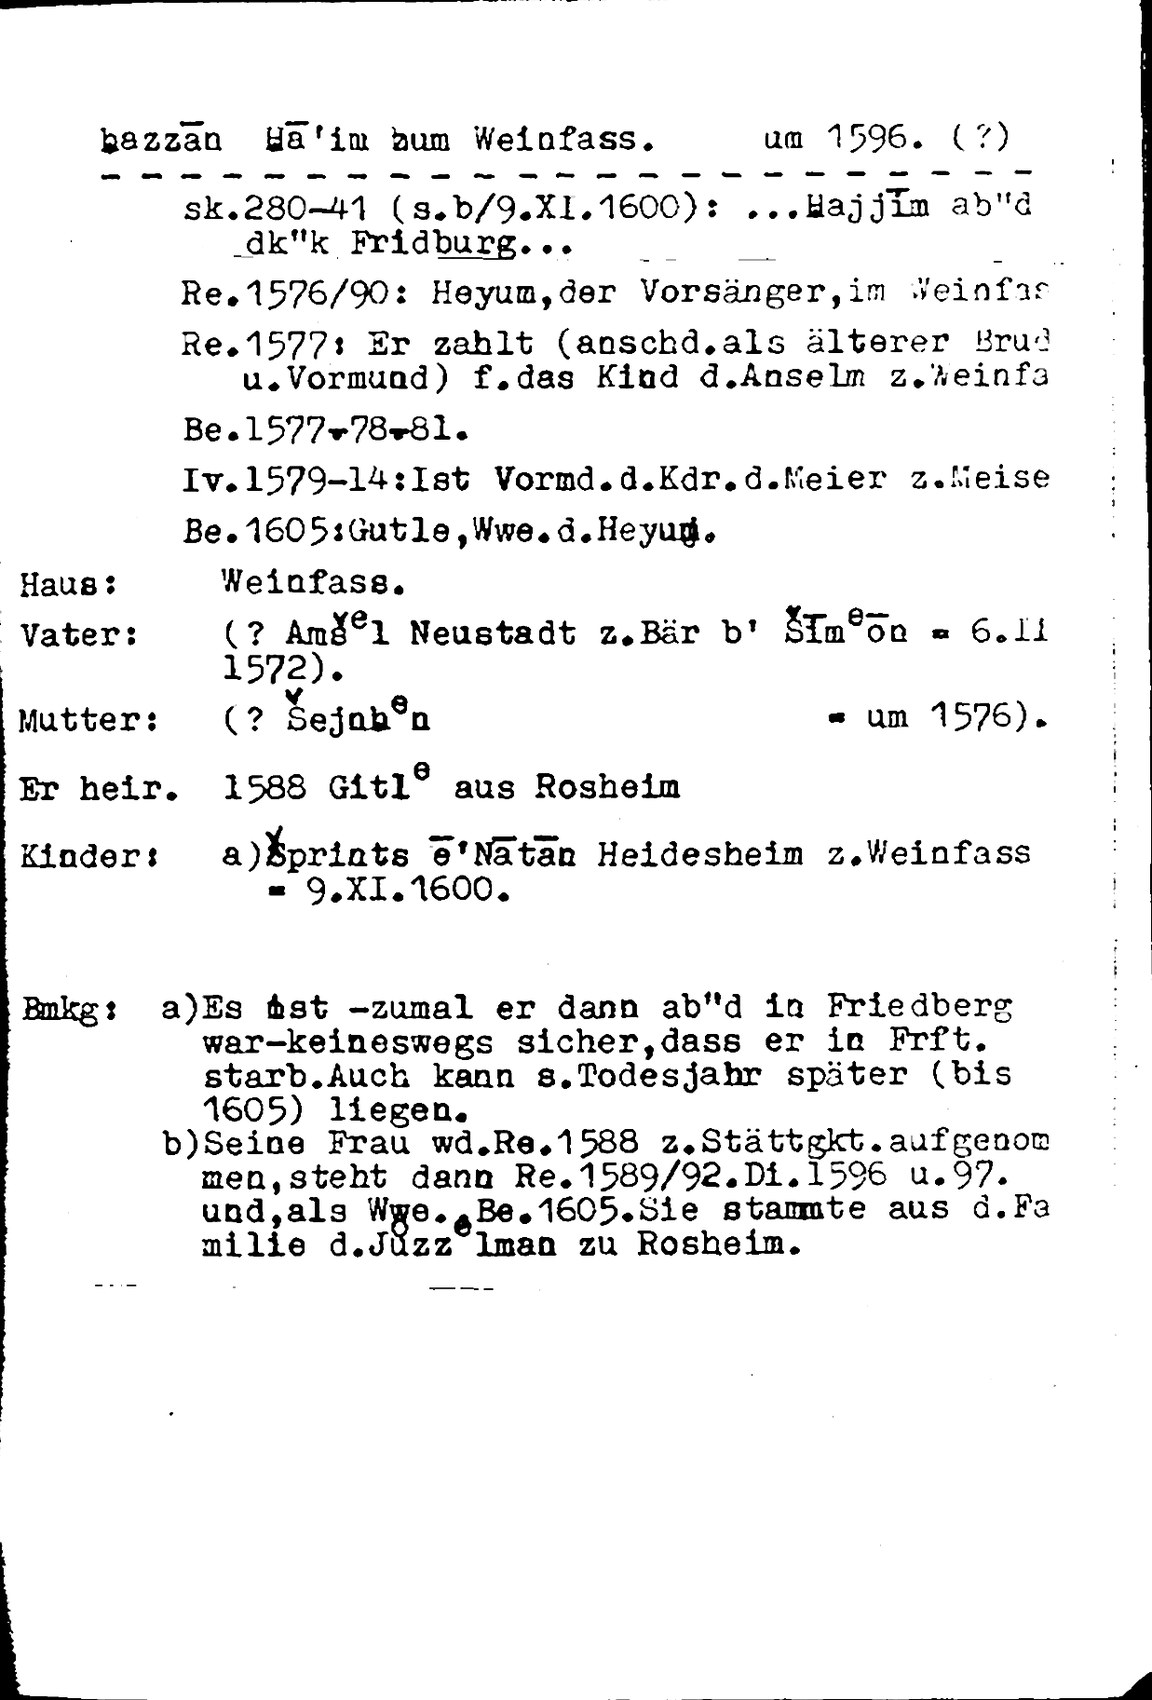 ḥazzān Ḥā'im zum Weinfass. um 1596. (?)
sk.280-41 (s.b/9.XI.1600): ...Ḥajjīm ab"d
dk"k Fridburg...
Re.1576/90: Heyum,der Vorsänger,im Weinfas
Re.1577: Er zahlt (anschd.als älterer Brud
u.Vormund) f.das Kind d.Anselm z.Weinfa
Be.1577-78-81.
Iv.1579-14:Ist Vormd.d.Kdr.d.Meier z.Meise
Be.1605:Gutle,Wwe.d.Heyum.
Haus: Weinfass.
Vater: (? Amšᵉl Neustadt z.Bär b' Šīmᵉōn = 6.II
1572).
Mutter: (? Šejnhᵉn = um 1576).
Er heir. 1588 Gitlᵉ aus Rosheim
Kinder: a)Šprints ē'Nātān Heidesheim z.Weinfass
= 9.XI.1600.
Bmkg: a)Es ist -zumal er dann ab"d in Friedberg
war-keineswegs sicher,dass er in Frft.
starb.Auch kann s.Todesjahr später (bis
1605) liegen.
b)Seine Frau wd.Re.1588 z.Stättgkt.aufgenom
men,steht dann Re.1589/92.Di.1596 u.97.
und,als Wwe.,Be.1605.Sie stammte aus d.Fa
milie d.Jůzzᵉlman zu Rosheim.